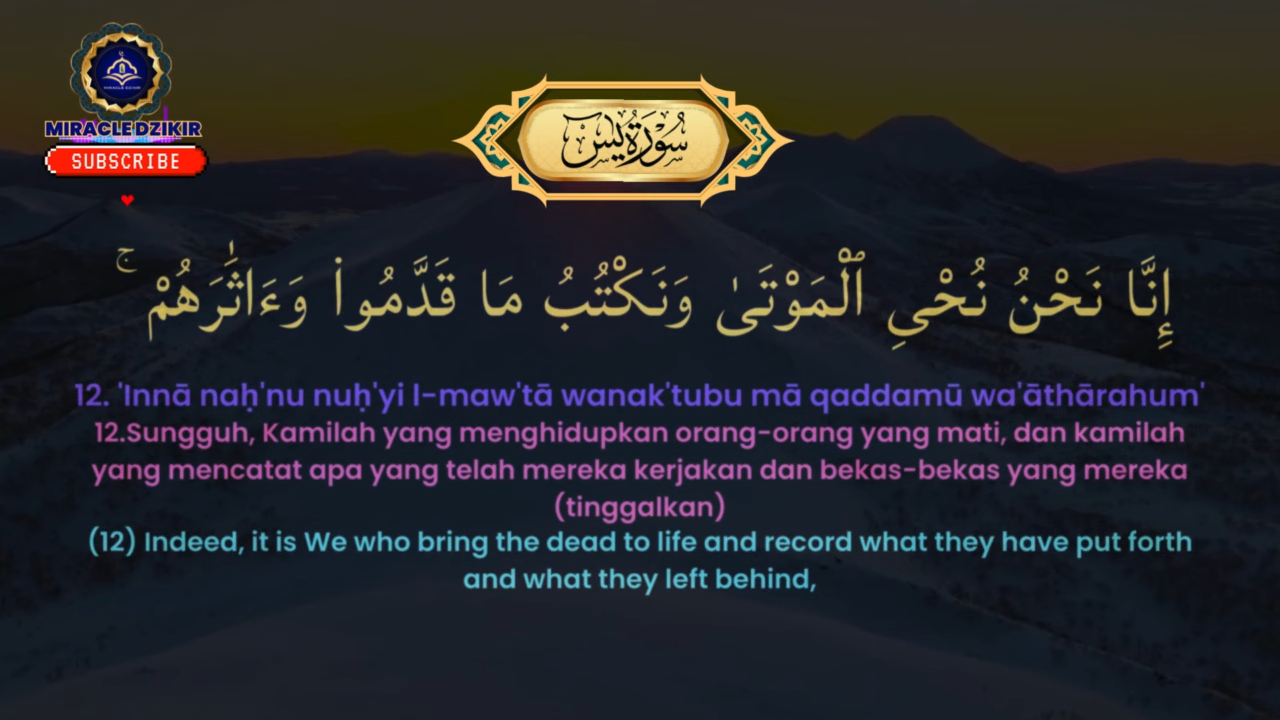 MIRACLE DZIKIR
SUBSCRIBE
سُورَةُ يس
إِنَّا نَحْنُ نُحْيِ ٱلْمَوْتَىٰ وَنَكْتُبُ مَا قَدَّمُوا۟ وَءَاثَٰرَهُمْ ۚ
12. 'Innā naḥ'nu nuḥ'yi l-maw'tā wanak'tubu mā qaddamū wa'āthārahum'
12.Sungguh, Kamilah yang menghidupkan orang-orang yang mati, dan kamilah
yang mencatat apa yang telah mereka kerjakan dan bekas-bekas yang mereka
(tinggalkan)
(12) Indeed, it is We who bring the dead to life and record what they have put forth
and what they left behind,